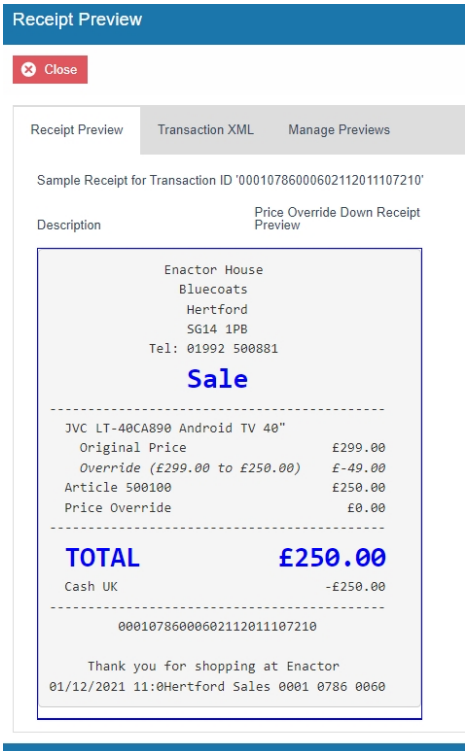 Receipt Preview
Close
Receipt Preview Transaction XML Manage Previews
Sample Receipt for Transaction ID '00010786000602112011107210'
Description Price Override Down Receipt Preview
Enactor House
Bluecoats
Hertford
SG14 1PB
Tel: 01992 500881
Sale
----------------------------------------
JVC LT-40CA890 Android TV 40"
Original Price £299.00
Override (£299.00 to £250.00) £-49.00
Article 500100 £250.00
Price Override £0.00
----------------------------------------
TOTAL £250.00
Cash UK -£250.00
----------------------------------------
00010786000602112011107210
Thank you for shopping at Enactor
01/12/2021 11:0Hertford Sales 0001 0786 0060